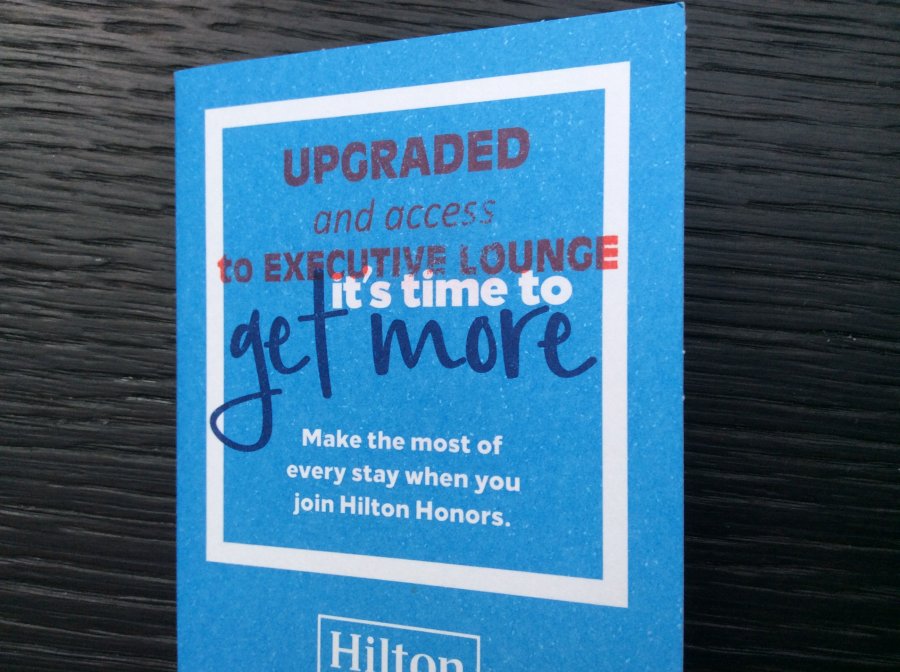 UPGRADED
and access
to EXECUTIVE LOUNGE
it's time to
get more
Make the most of
every stay when you
join Hilton Honors.
Hilton